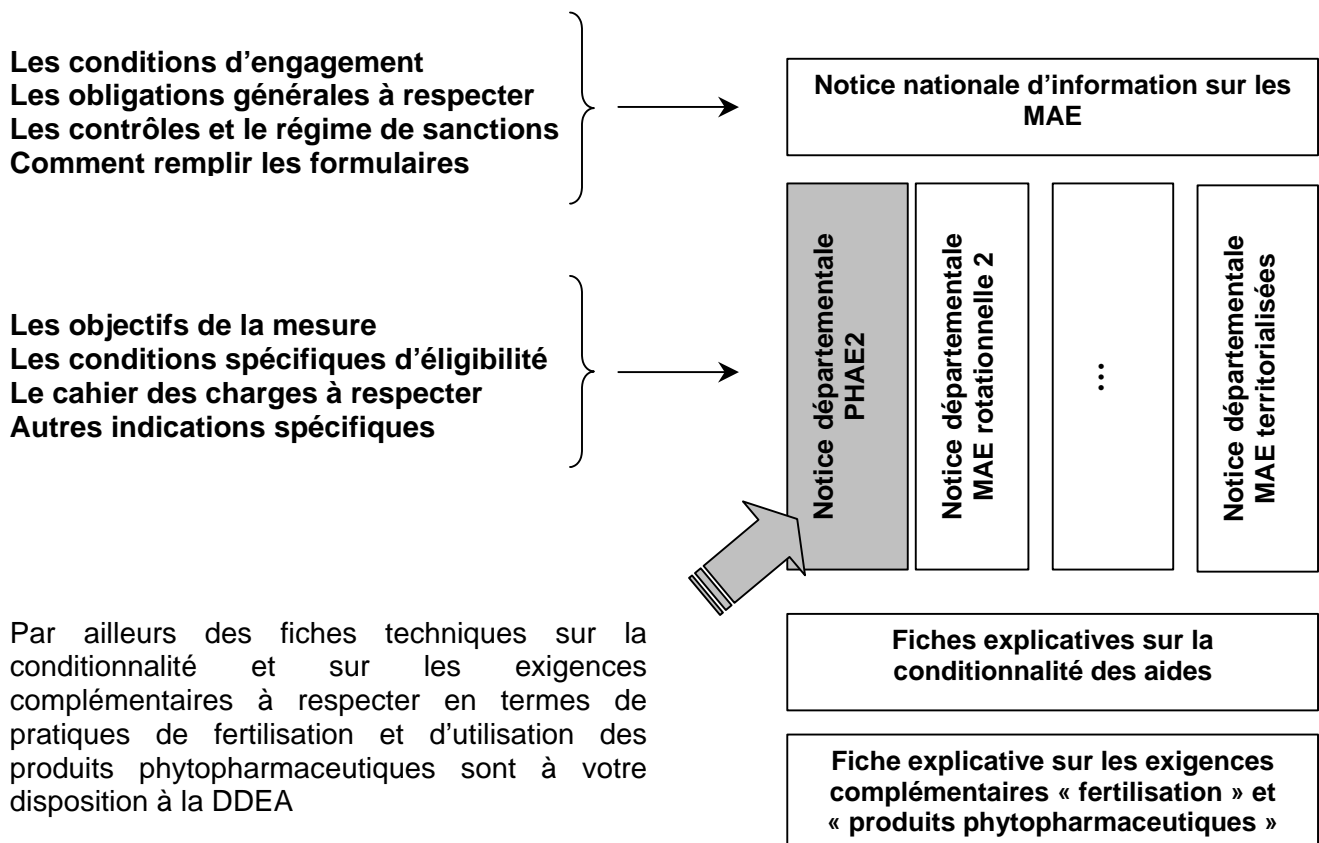 Les conditions d'engagement
Les obligations générales à respecter
Les contrôles et le régime de sanctions
Comment remplir les formulaires
Notice nationale d'information sur les
MAE
Les objectifs de la mesure
Les conditions spécifiques d'éligibilité
Le cahier des charges à respecter
Autres indications spécifiques
Notice départementale
PHAE2
Notice départementale
MAE rotationnelle 2
...
Notice départementale
MAE territorialisées
Par ailleurs des fiches techniques sur la
conditionnalité et sur les exigences
complémentaires à respecter en termes de
pratiques de fertilisation et d'utilisation des
produits phytopharmaceutiques sont à votre
disposition à la DDEA
Fiches explicatives sur la
conditionnalité des aides
Fiche explicative sur les exigences
complémentaires « fertilisation » et
« produits phytopharmaceutiques »